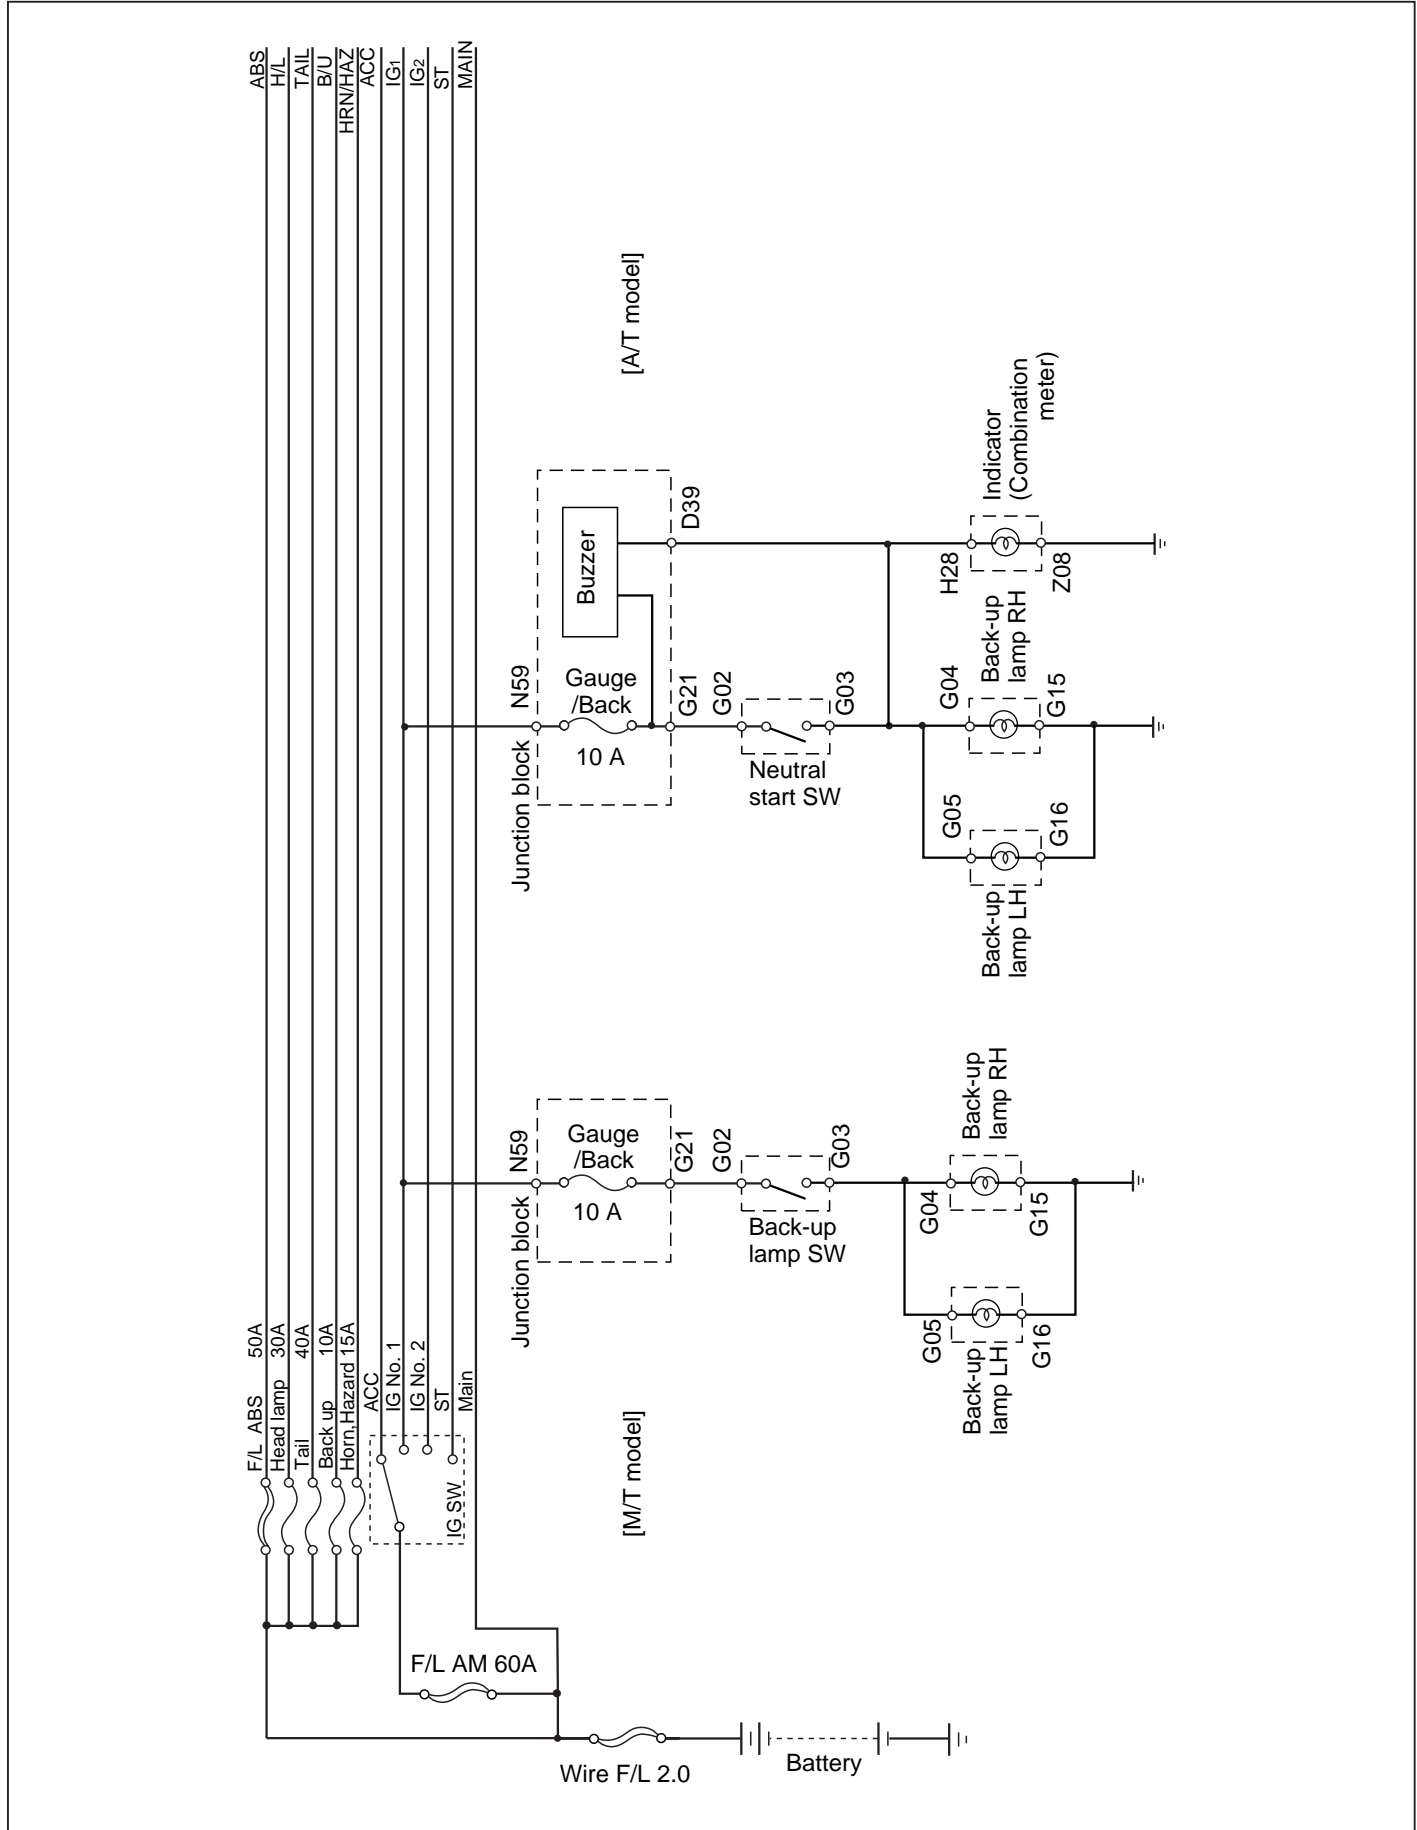 ABS
H/L
TAIL
B/U
HRN/HAZ
ACC
IG1
IG2
ST
MAIN
[A/T model]
Junction block
N59
Gauge
/Back
10 A
Buzzer
D39
G21
G02
Neutral
start SW
G03
H28
Z08
Indicator
(Combination
meter)
G04
Back-up
lamp RH
G15
G05
Back-up
lamp LH
G16
[M/T model]
Junction block
N59
Gauge
/Back
10 A
G21
G02
Back-up
lamp SW
G03
G04
Back-up
lamp RH
G15
G05
Back-up
lamp LH
G16
F/L ABS 50A
Head lamp 30A
Tail 40A
Back up 10A
Horn,Hazard 15A
ACC
IG No. 1
IG No. 2
ST
Main
IG SW
F/L AM 60A
Wire F/L 2.0
Battery